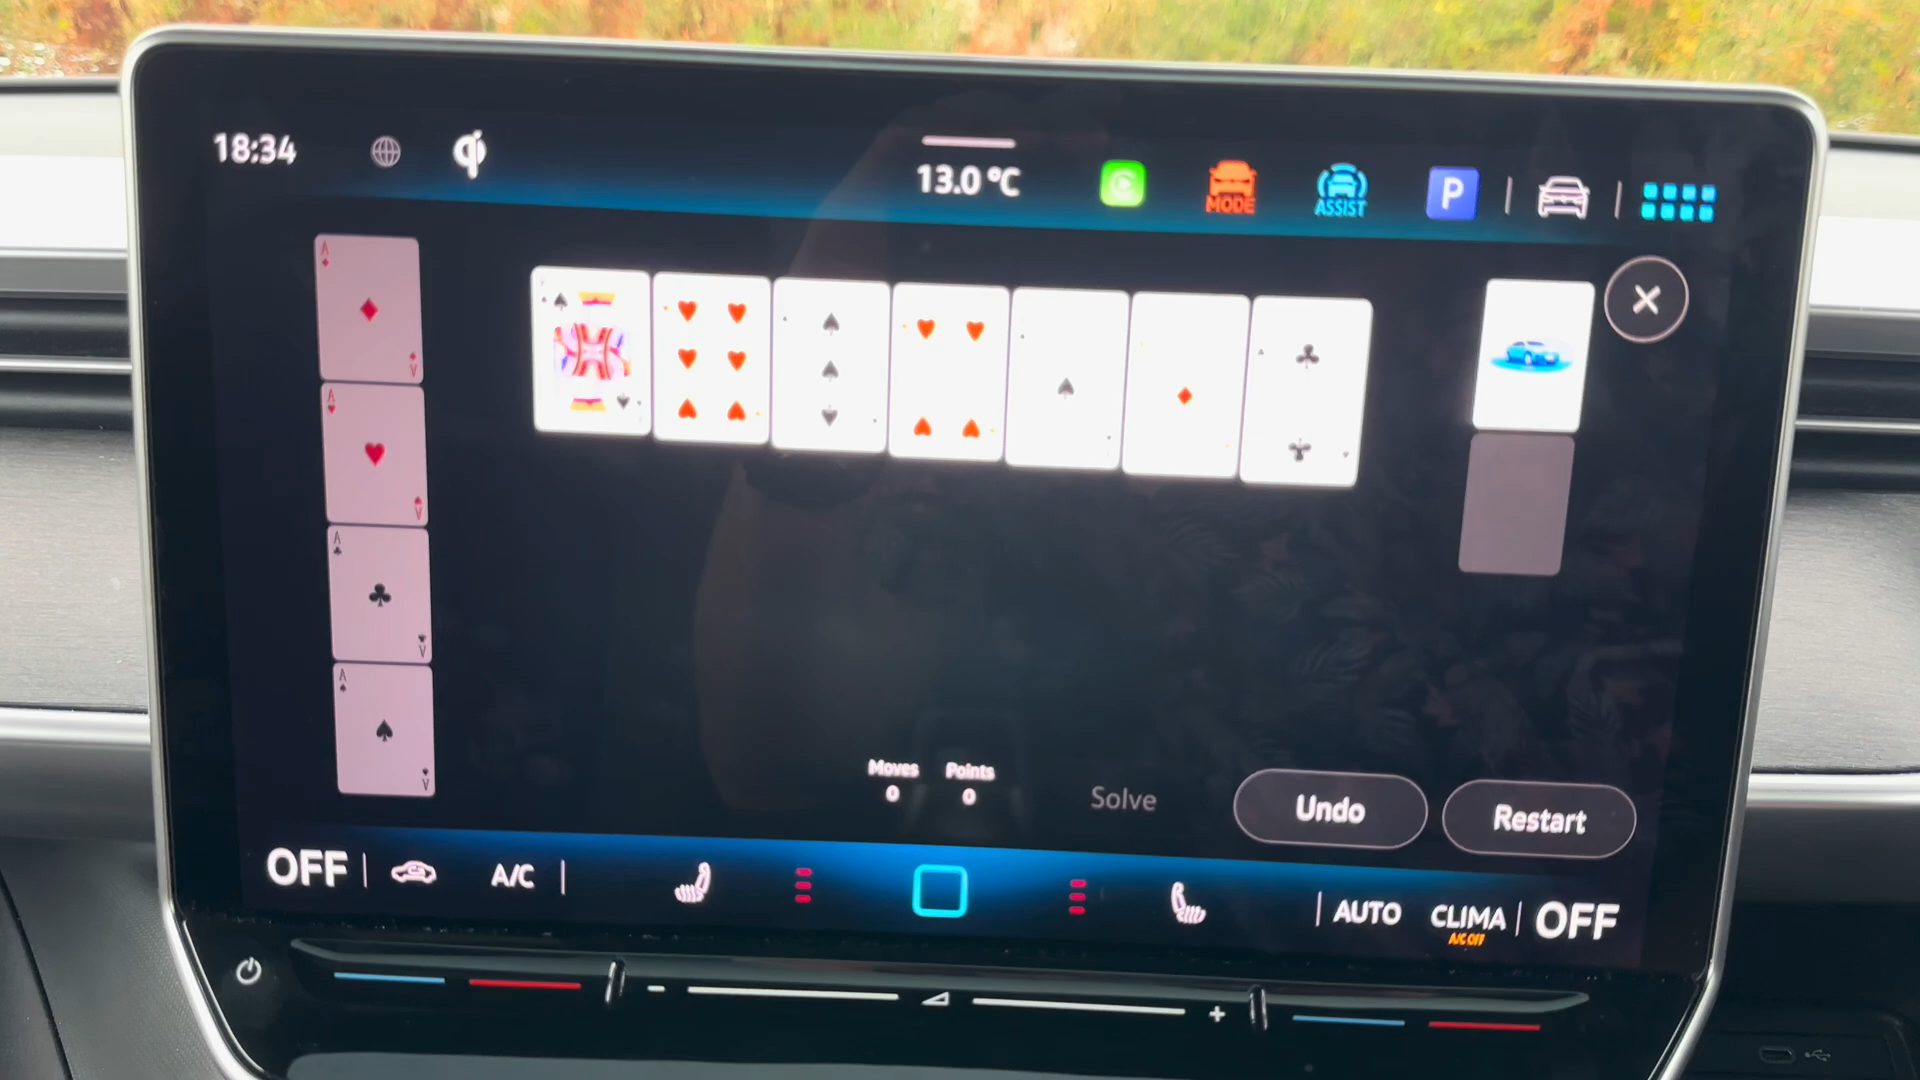 18:34
13.0 °C
C
MODE
ASSIST
P
A
A
A
A
A
A
A
A
Moves
0
Points
0
Solve
Undo
Restart
OFF
A/C
AUTO
CLIMA
A/C OFF
OFF
- +